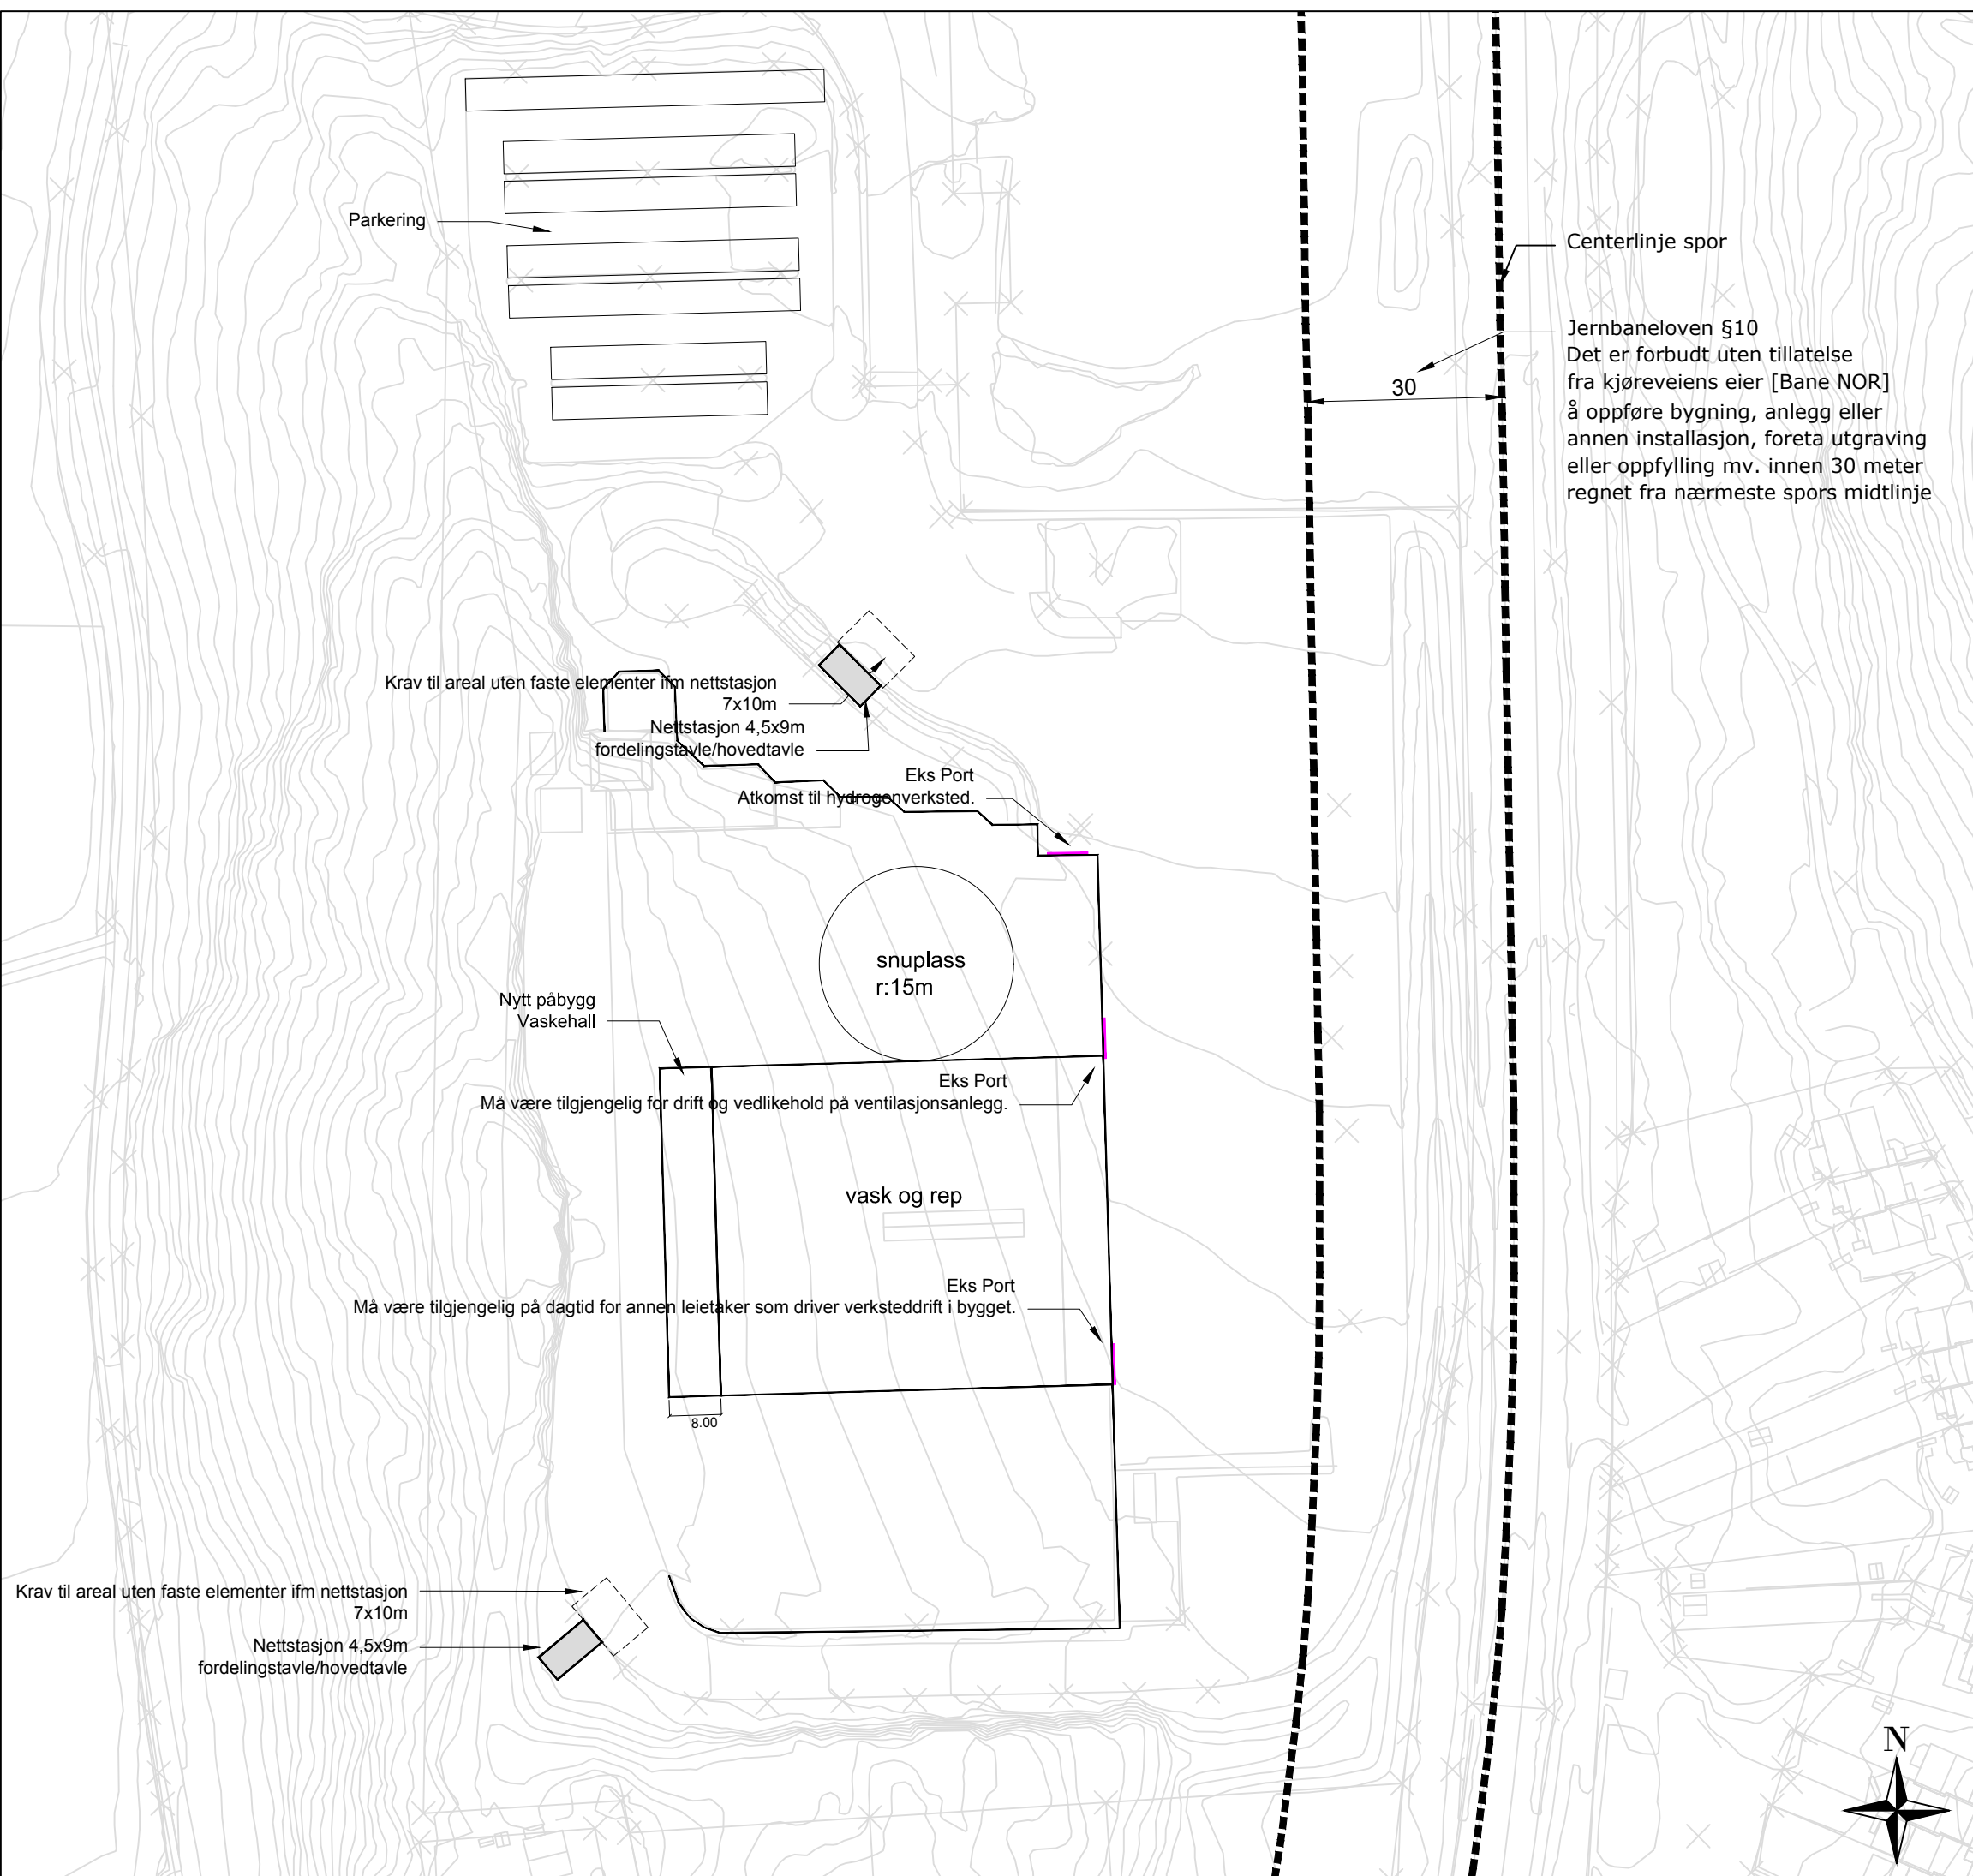 Parkering
Centerlinje spor
Jernbaneloven §10
Det er forbudt uten tillatelse
fra kjøreveiens eier [Bane NOR]
å oppføre bygning, anlegg eller
annen installasjon, foreta utgraving
eller oppfylling mv. innen 30 meter
regnet fra nærmeste spors midtlinje
30
Krav til areal uten faste elementer ifm nettstasjon
7x10m
Nettstasjon 4,5x9m
fordelingstavle/hovedtavle
Eks Port
Atkomst til hydrogenverksted.
snuplass
r:15m
Nytt påbygg
Vaskehall
Eks Port
Må være tilgjengelig for drift og vedlikehold på ventilasjonsanlegg.
vask og rep
Eks Port
Må være tilgjengelig på dagtid for annen leietaker som driver verksteddrift i bygget.
8.00
Krav til areal uten faste elementer ifm nettstasjon
7x10m
Nettstasjon 4,5x9m
fordelingstavle/hovedtavle
N